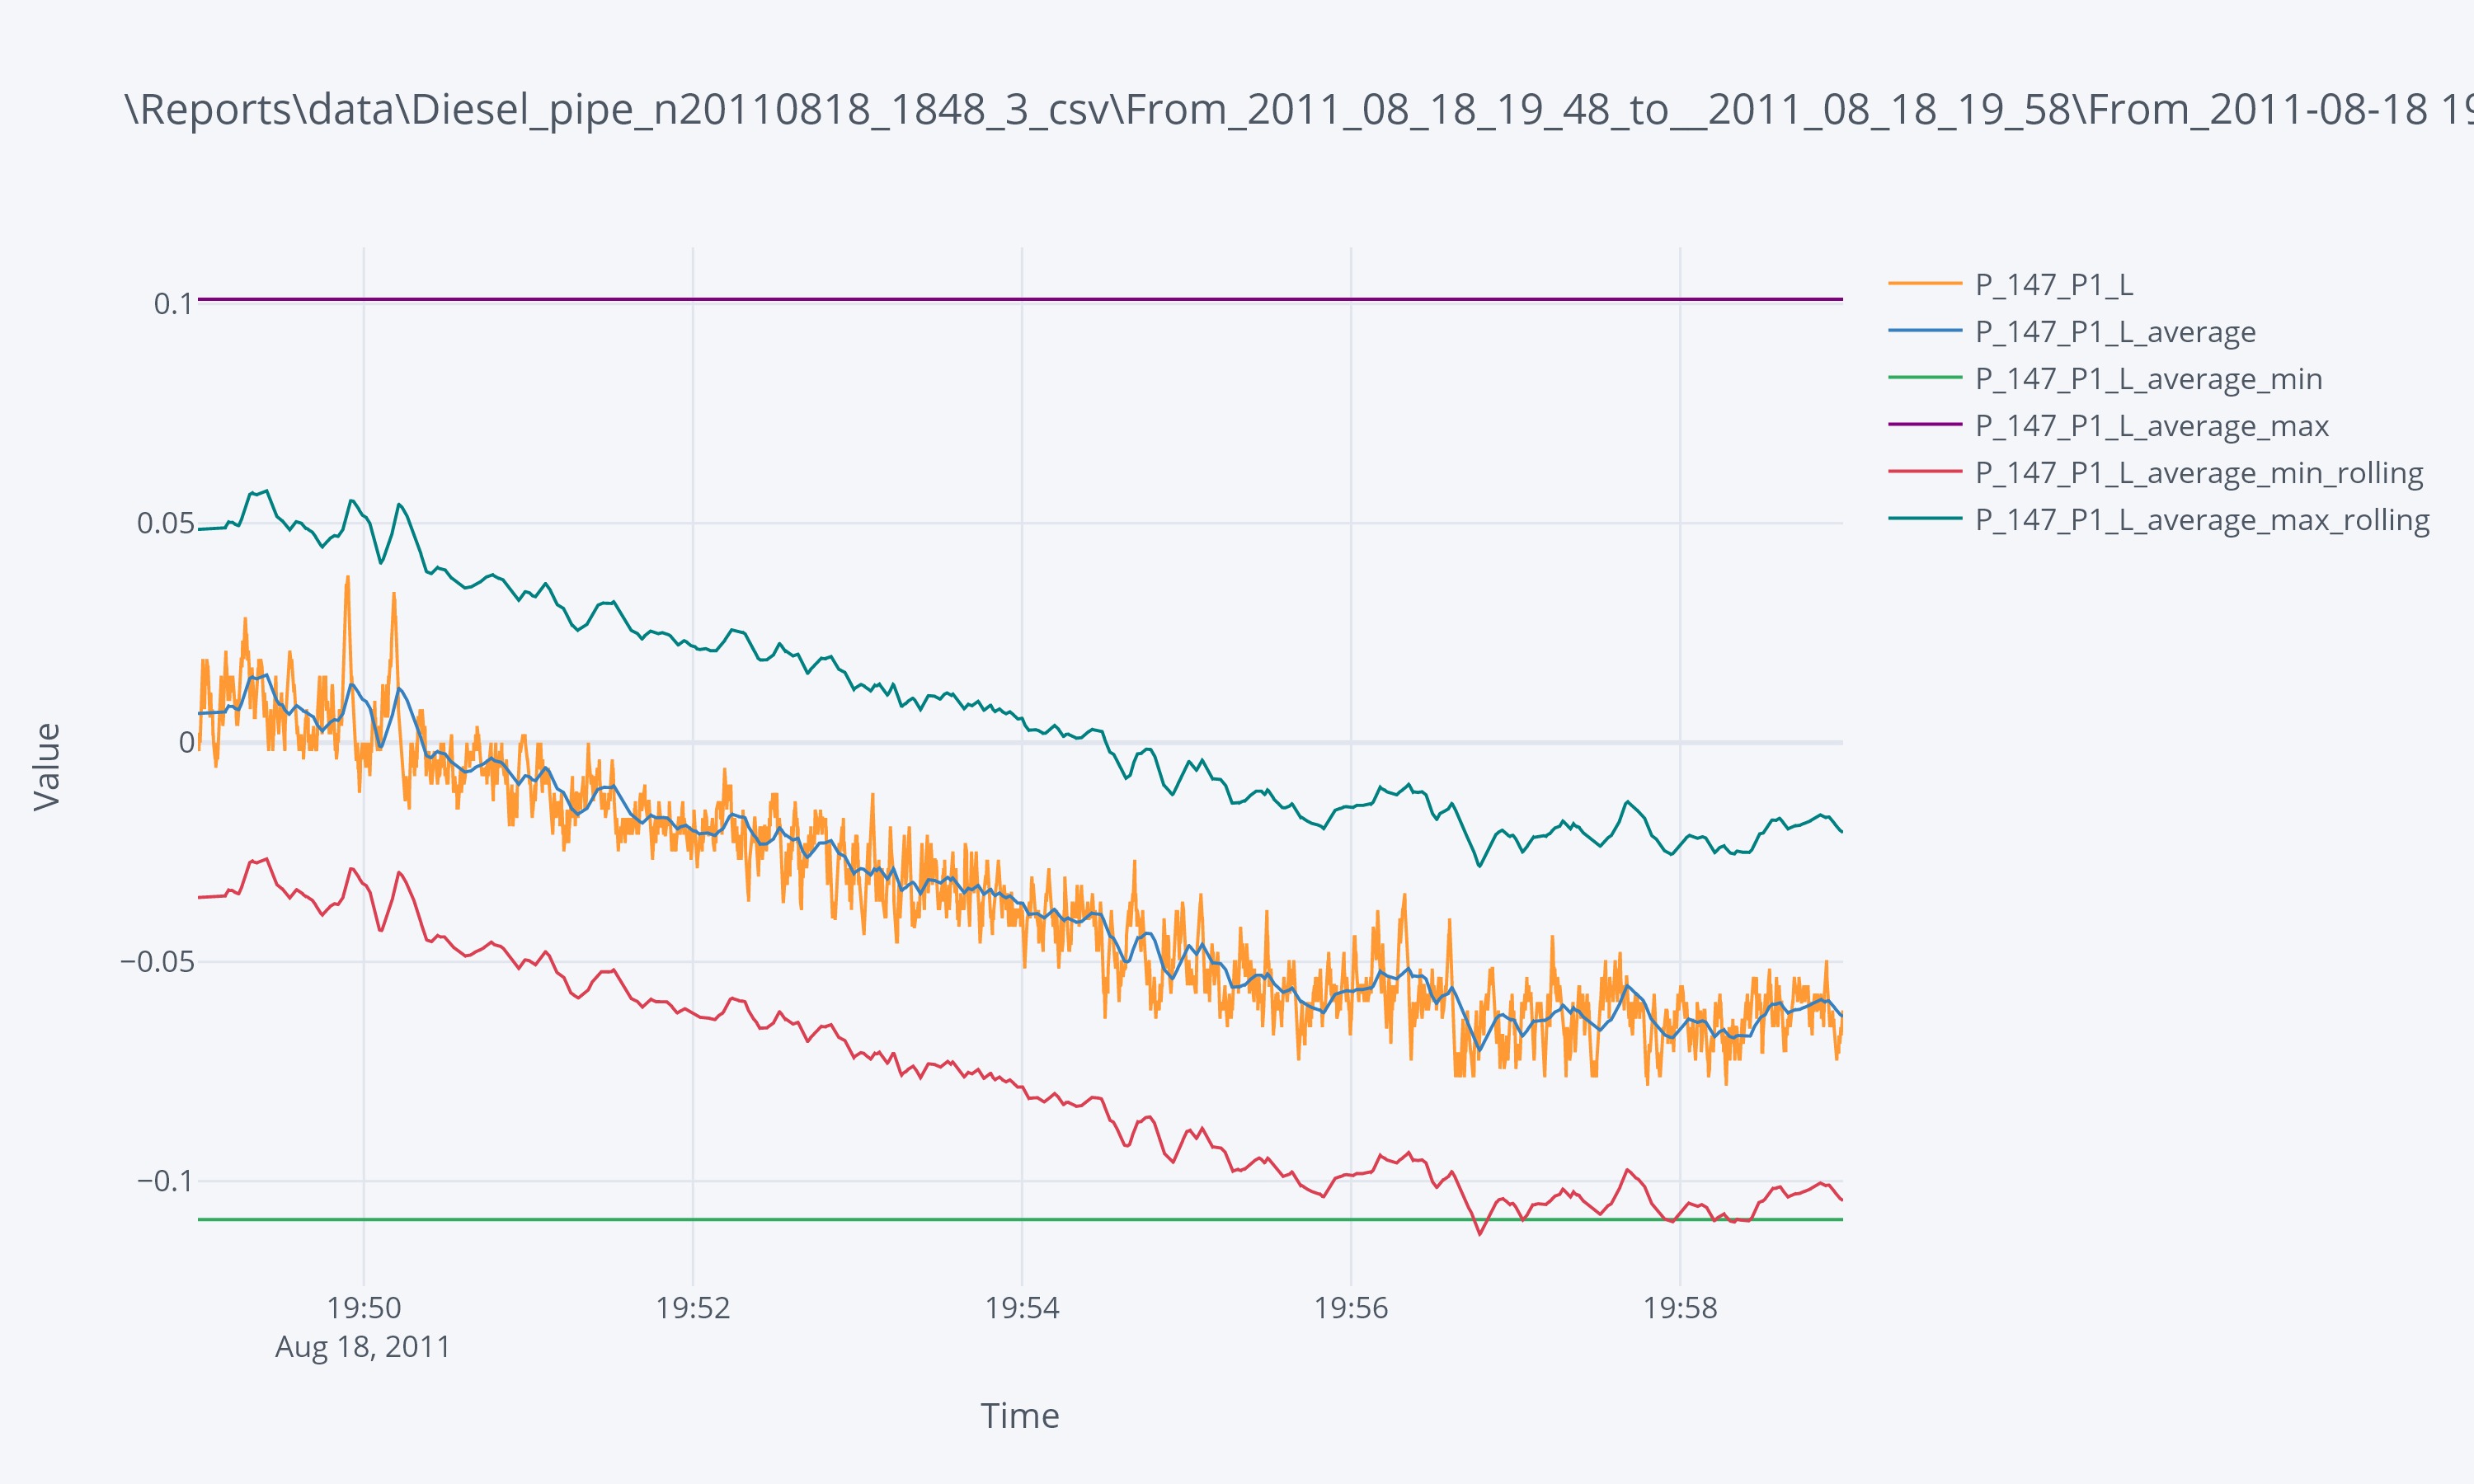 \Reports\data\Diesel_pipe_n20110818_1848_3_csv\From_2011_08_18_19_48_to__2011_08_18_19_58\From_2011-08-18 19
P_147_P1_L
P_147_P1_L_average
P_147_P1_L_average_min
P_147_P1_L_average_max
P_147_P1_L_average_min_rolling
P_147_P1_L_average_max_rolling
Value
0.1
0.05
0
−0.05
−0.1
19:50
19:52
19:54
19:56
19:58
Aug 18, 2011
Time